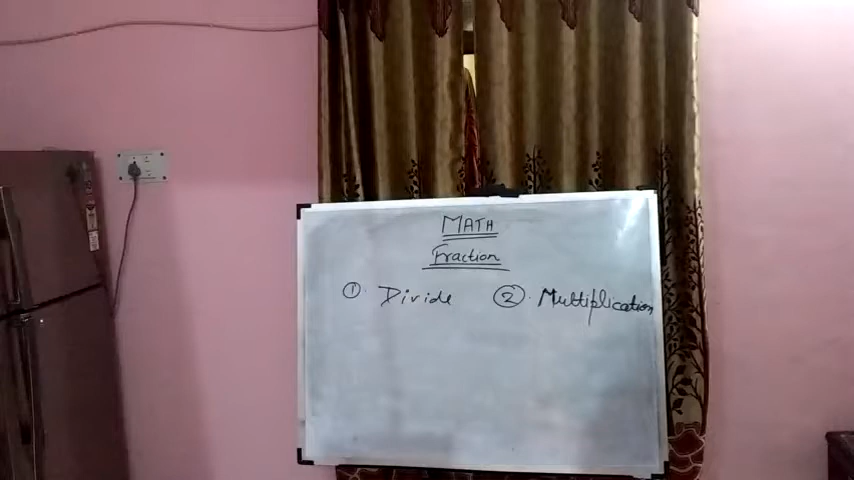 MATH
Fraction
① Divide ② Multiplication